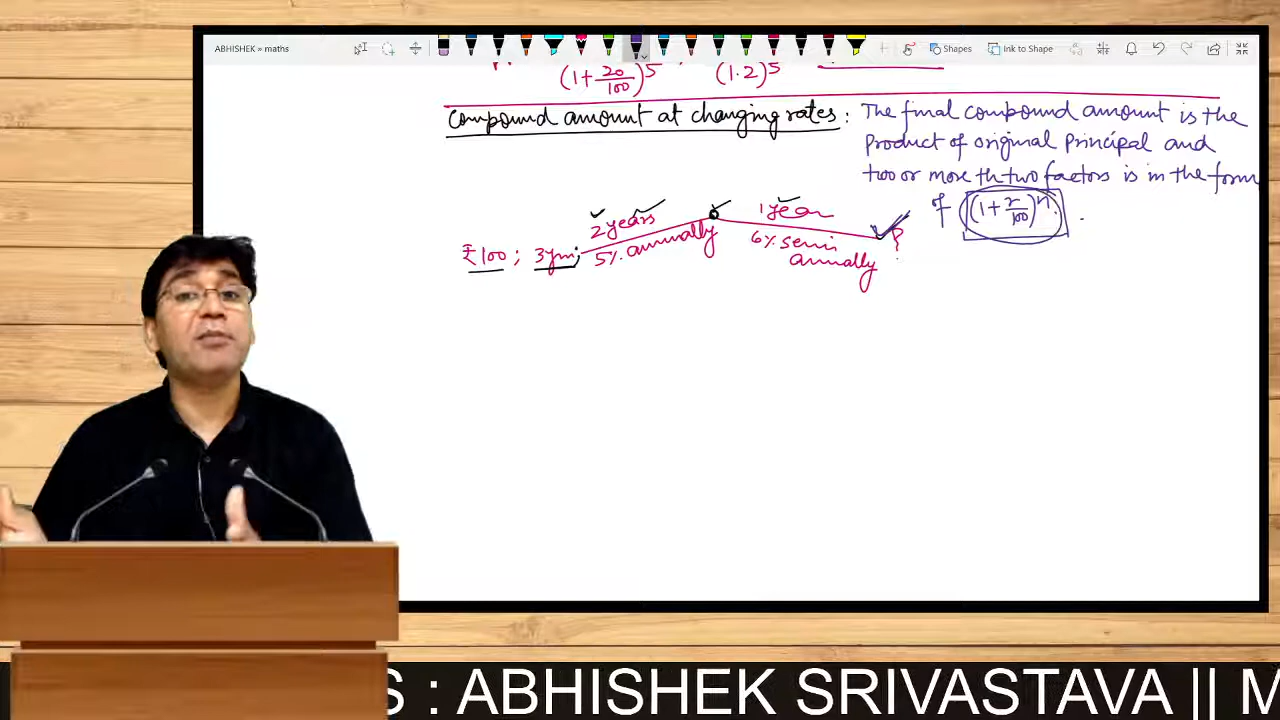 ABHISHEK » maths
Shapes
Ink to Shape
(1+20/100)^5
(1.2)^5
Compound amount at changing rates :
The final compound amount is the
product of original principal and
two or more th two factors is in the form
of (1+r/100)^n.
2 years
1 year
₹100 ; 3 yrs ;
5% annually
6% semi
annually
?
S : ABHISHEK SRIVASTAVA || M